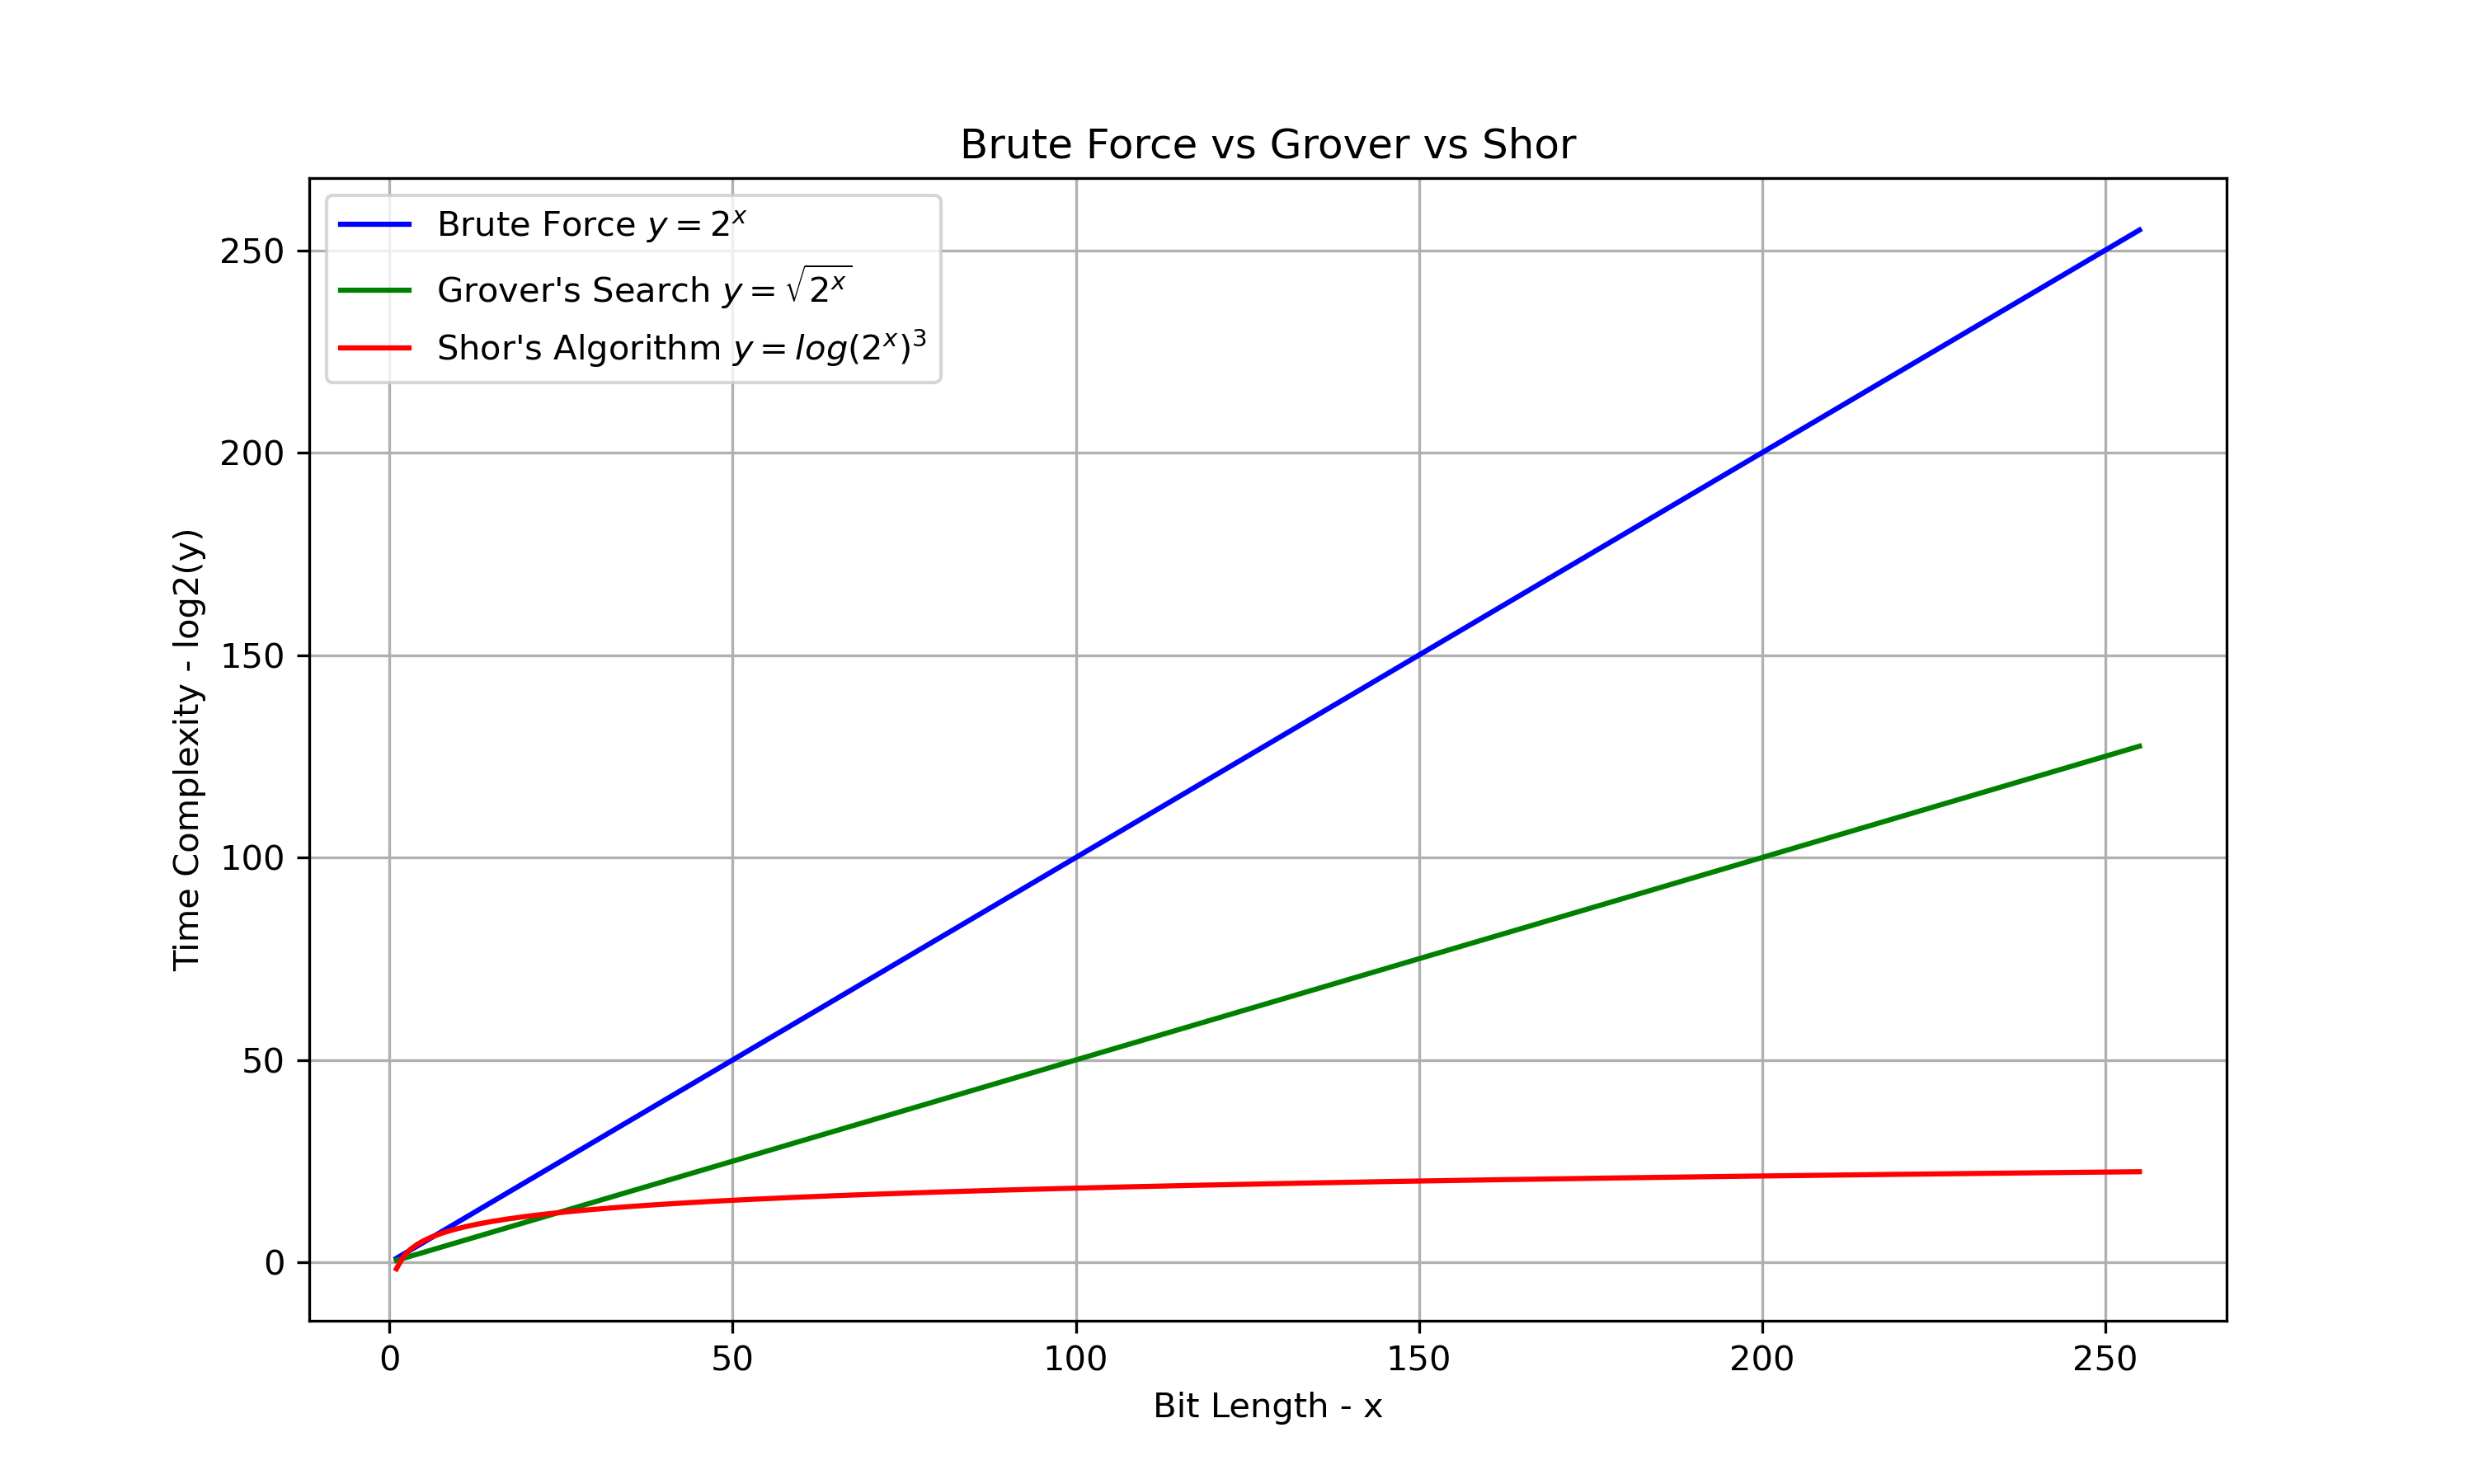 Brute Force vs Grover vs Shor
Brute Force y = 2^x
Grover's Search y = √2^x
Shor's Algorithm y = log(2^x)^3
Time Complexity - log2(y)
250
200
150
100
50
0
0 50 100 150 200 250
Bit Length - x